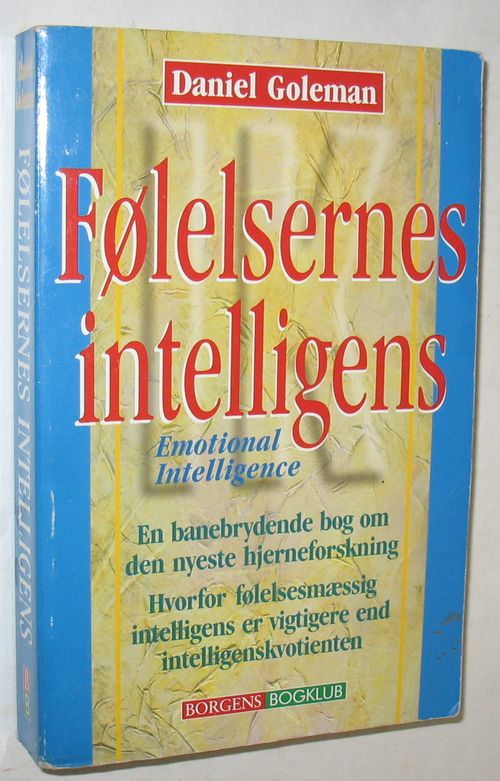 Daniel Goleman
Følelsernes
intelligens
Emotional
Intelligence
En banebrydende bog om
den nyeste hjerneforskning
Hvorfor følelsesmæssig
intelligens er vigtigere end
intelligenskvotienten
BORGENS BOGKLUB
FØLELSERNES INTELLIGENS